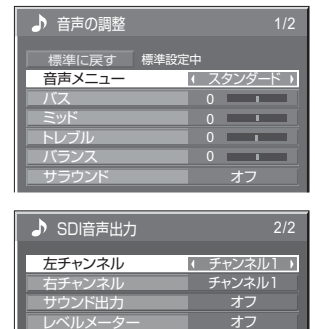 音声の調整 1/2
標準に戻す 標準設定中
音声メニュー スタンダード
バス 0
ミッド 0
トレブル 0
バランス 0
サラウンド オフ
SDI音声出力 2/2
左チャンネル チャンネル1
右チャンネル チャンネル1
サウンド出力 オフ
レベルメーター オフ